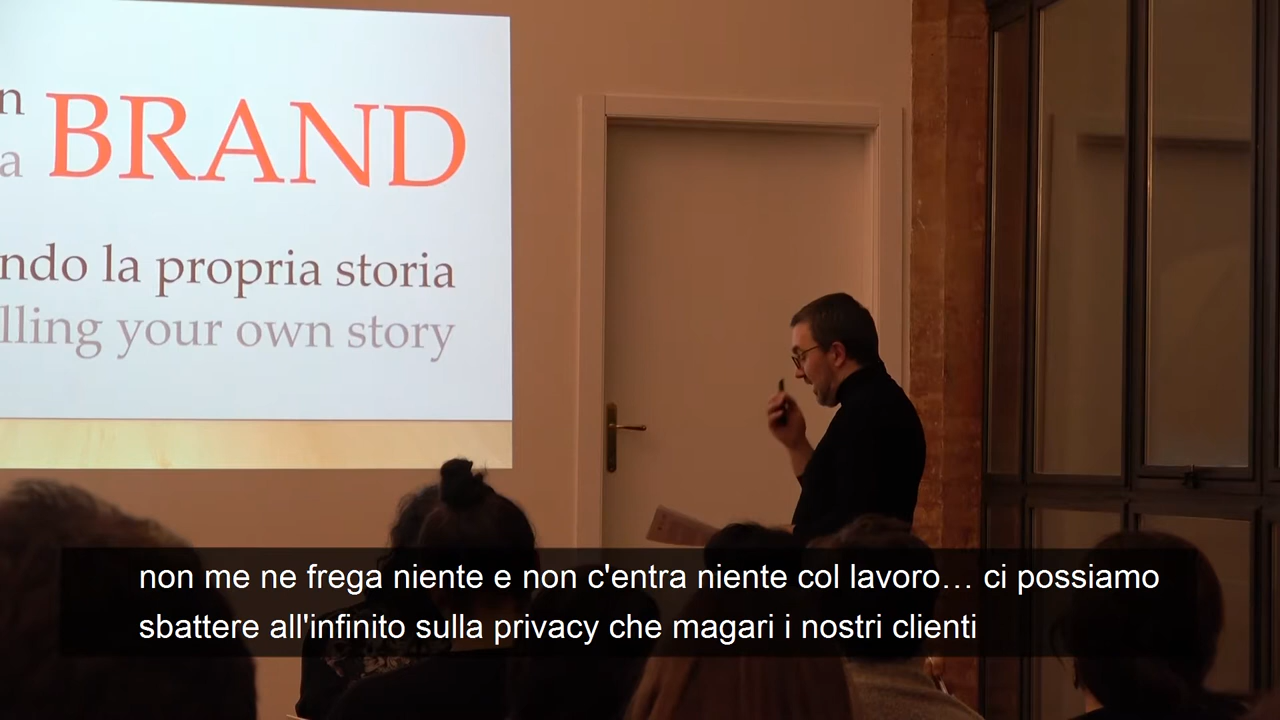 n
a BRAND
ndo la propria storia
lling your own story
non me ne frega niente e non c'entra niente col lavoro… ci possiamo
sbattere all'infinito sulla privacy che magari i nostri clienti